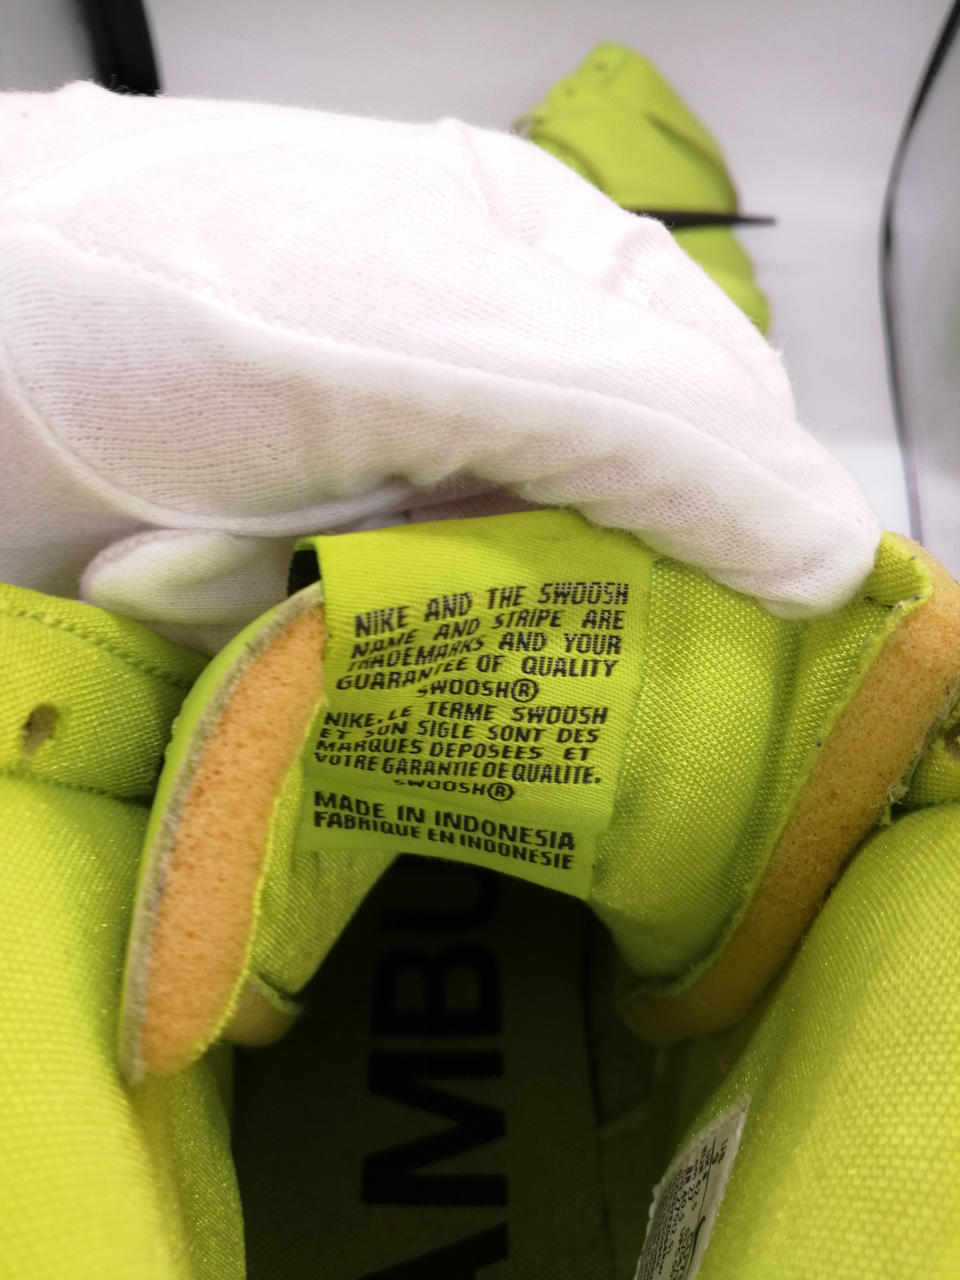 NIKE AND THE SWOOSH
NAME AND STRIPE ARE
TRADEMARKS AND YOUR
GUARANTEE OF QUALITY
SWOOSH®
NIKE, LE TERME SWOOSH
ET SON SIGLE SONT DES
MARQUES DEPOSEES ET
VOTRE GARANTIE DE QUALITE.
SWOOSH®
MADE IN INDONESIA
FABRIQUE EN INDONESIE
AMBU